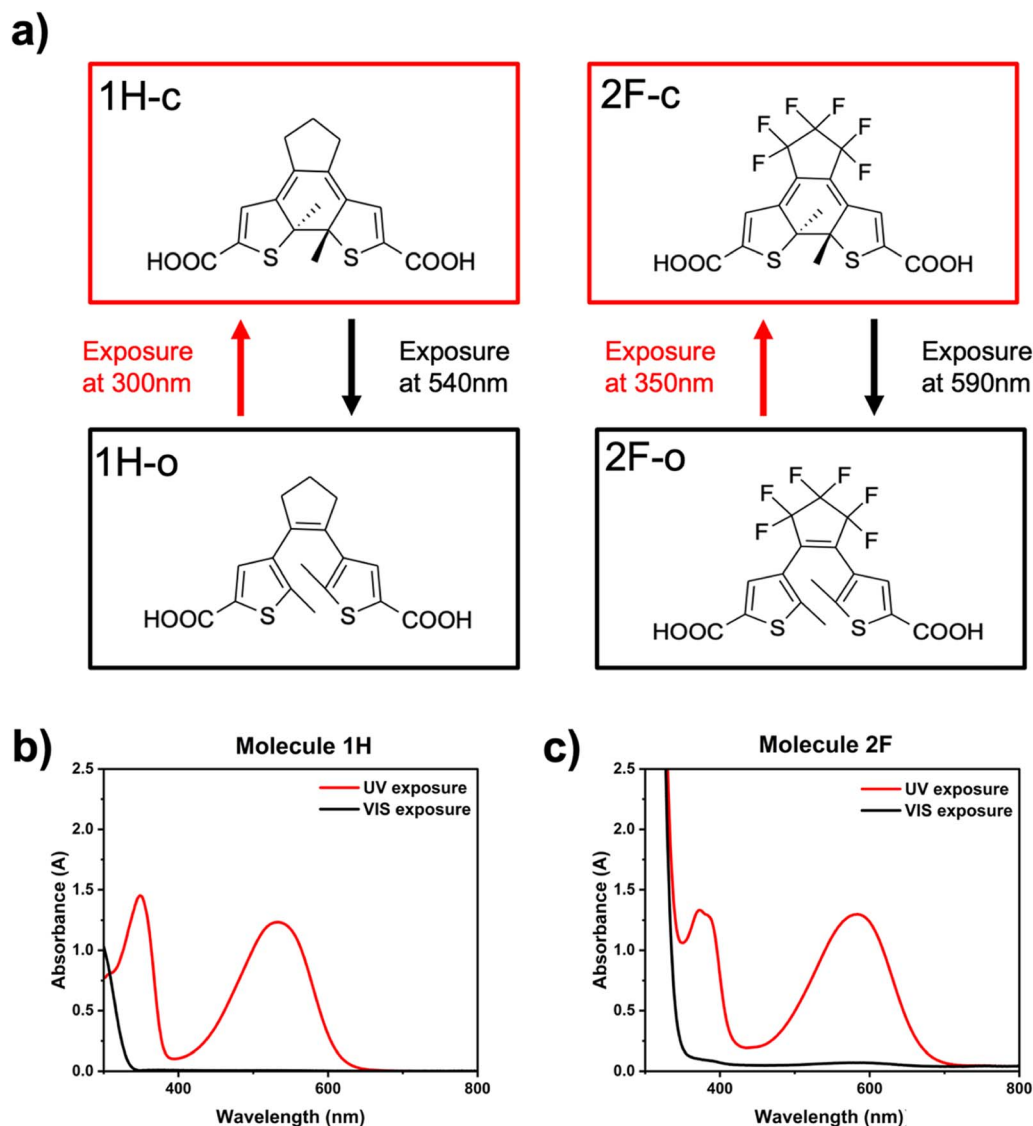 a)
1H-c
HOOC
S
S
COOH
2F-c
F
F
F
F
F
F
HOOC
S
S
COOH
Exposure
at 300nm
Exposure
at 540nm
Exposure
at 350nm
Exposure
at 590nm
1H-o
HOOC
S
S
COOH
2F-o
F
F
F
F
F
F
HOOC
S
S
COOH
b)
Molecule 1H
UV exposure
VIS exposure
Absorbance (A)
2.5
2.0
1.5
1.0
0.5
0.0
400
600
800
Wavelength (nm)
c)
Molecule 2F
UV exposure
VIS exposure
Absorbance (A)
2.5
2.0
1.5
1.0
0.5
0.0
400
600
800
Wavelength (nm)